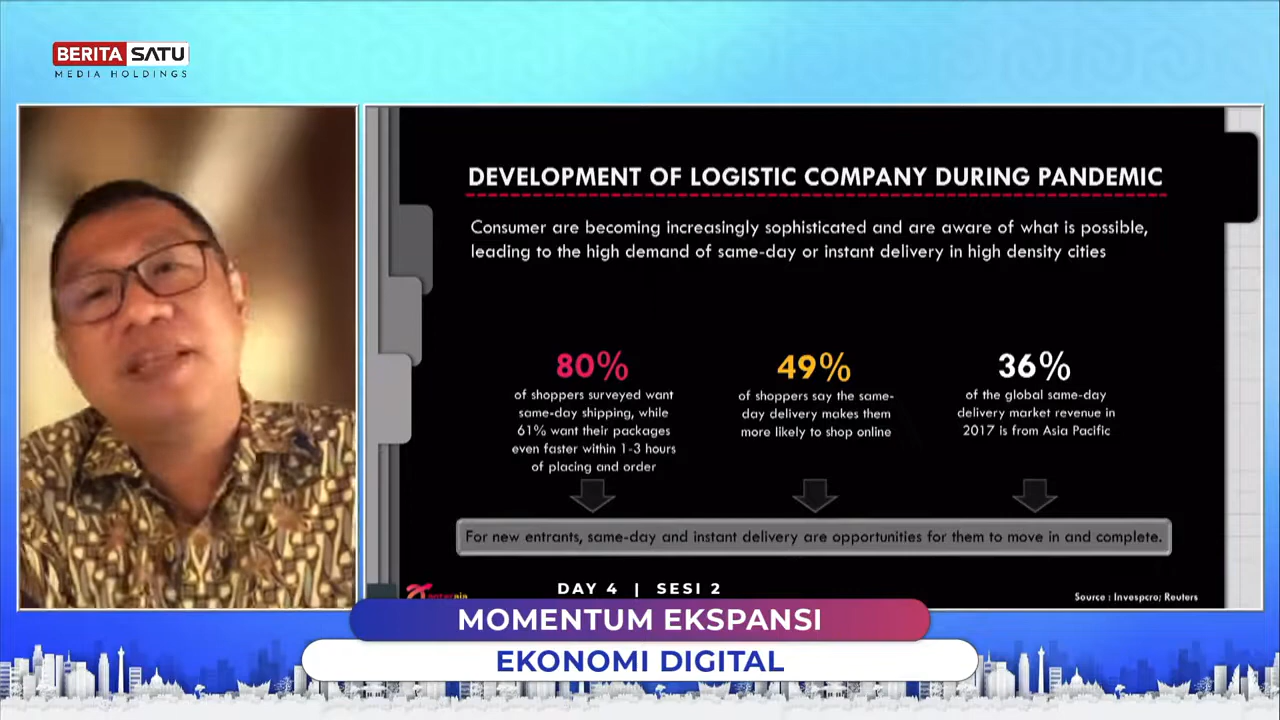 BERITA SATU
MEDIA HOLDINGS
DEVELOPMENT OF LOGISTIC COMPANY DURING PANDEMIC
Consumer are becoming increasingly sophisticated and are aware of what is possible,
leading to the high demand of same-day or instant delivery in high density cities
80%
of shoppers surveyed want
same-day shipping, while
61% want their packages
even faster within 1-3 hours
of placing and order
49%
of shoppers say the same-
day delivery makes them
more likely to shop online
36%
of the global same-day
delivery market revenue in
2017 is from Asia Pacific
For new entrants, same-day and instant delivery are opportunities for them to move in and complete.
Source : Invespcro; Reuters
DAY 4 | SESI 2
MOMENTUM EKSPANSI
EKONOMI DIGITAL